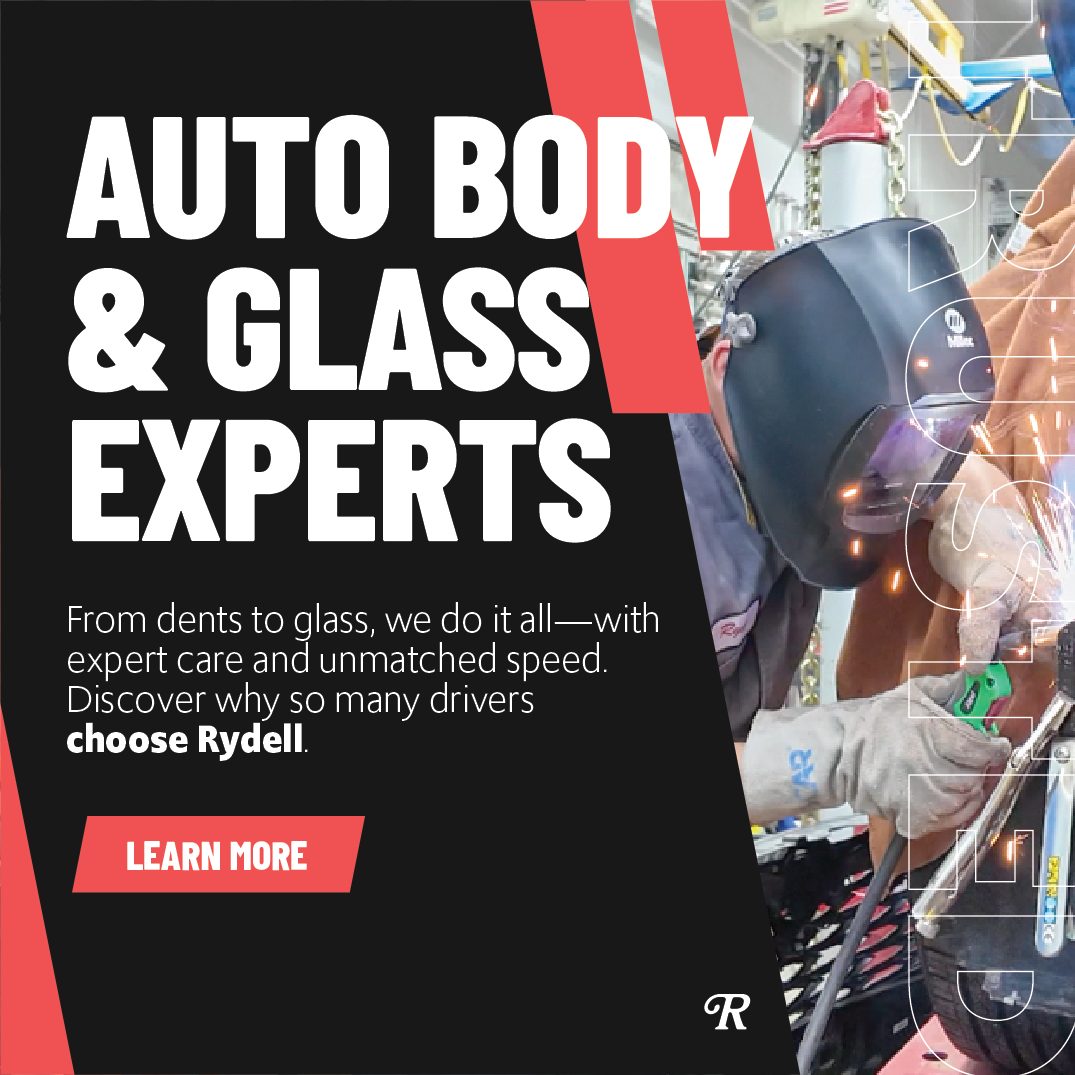 AUTO BODY
& GLASS
EXPERTS
From dents to glass, we do it all—with
expert care and unmatched speed.
Discover why so many drivers
choose Rydell.
LEARN MORE
R
Miller